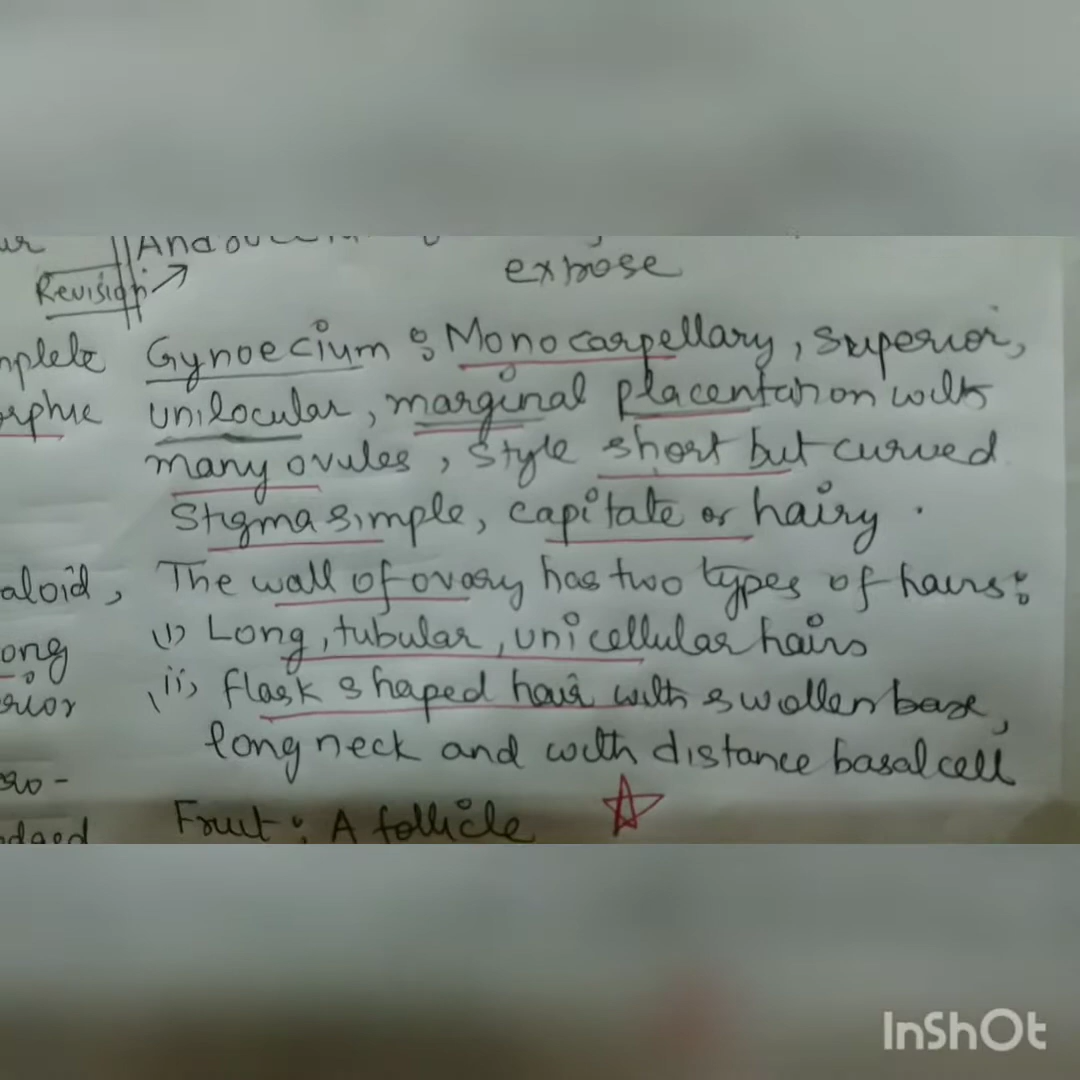 expose
Revision
Gynoecium : Monocarpellary, superior,
unilocular, marginal placentation with
many ovules, style short but curved
Stigma simple, capitate or hairy.
aloid, The wall of ovary has two types of hairs:
ong (i) Long, tubular, unicellular hairs
(ii) flask shaped hair with swollen base,
long neck and with distance basal cell
Fruit : A follicle
InShOt